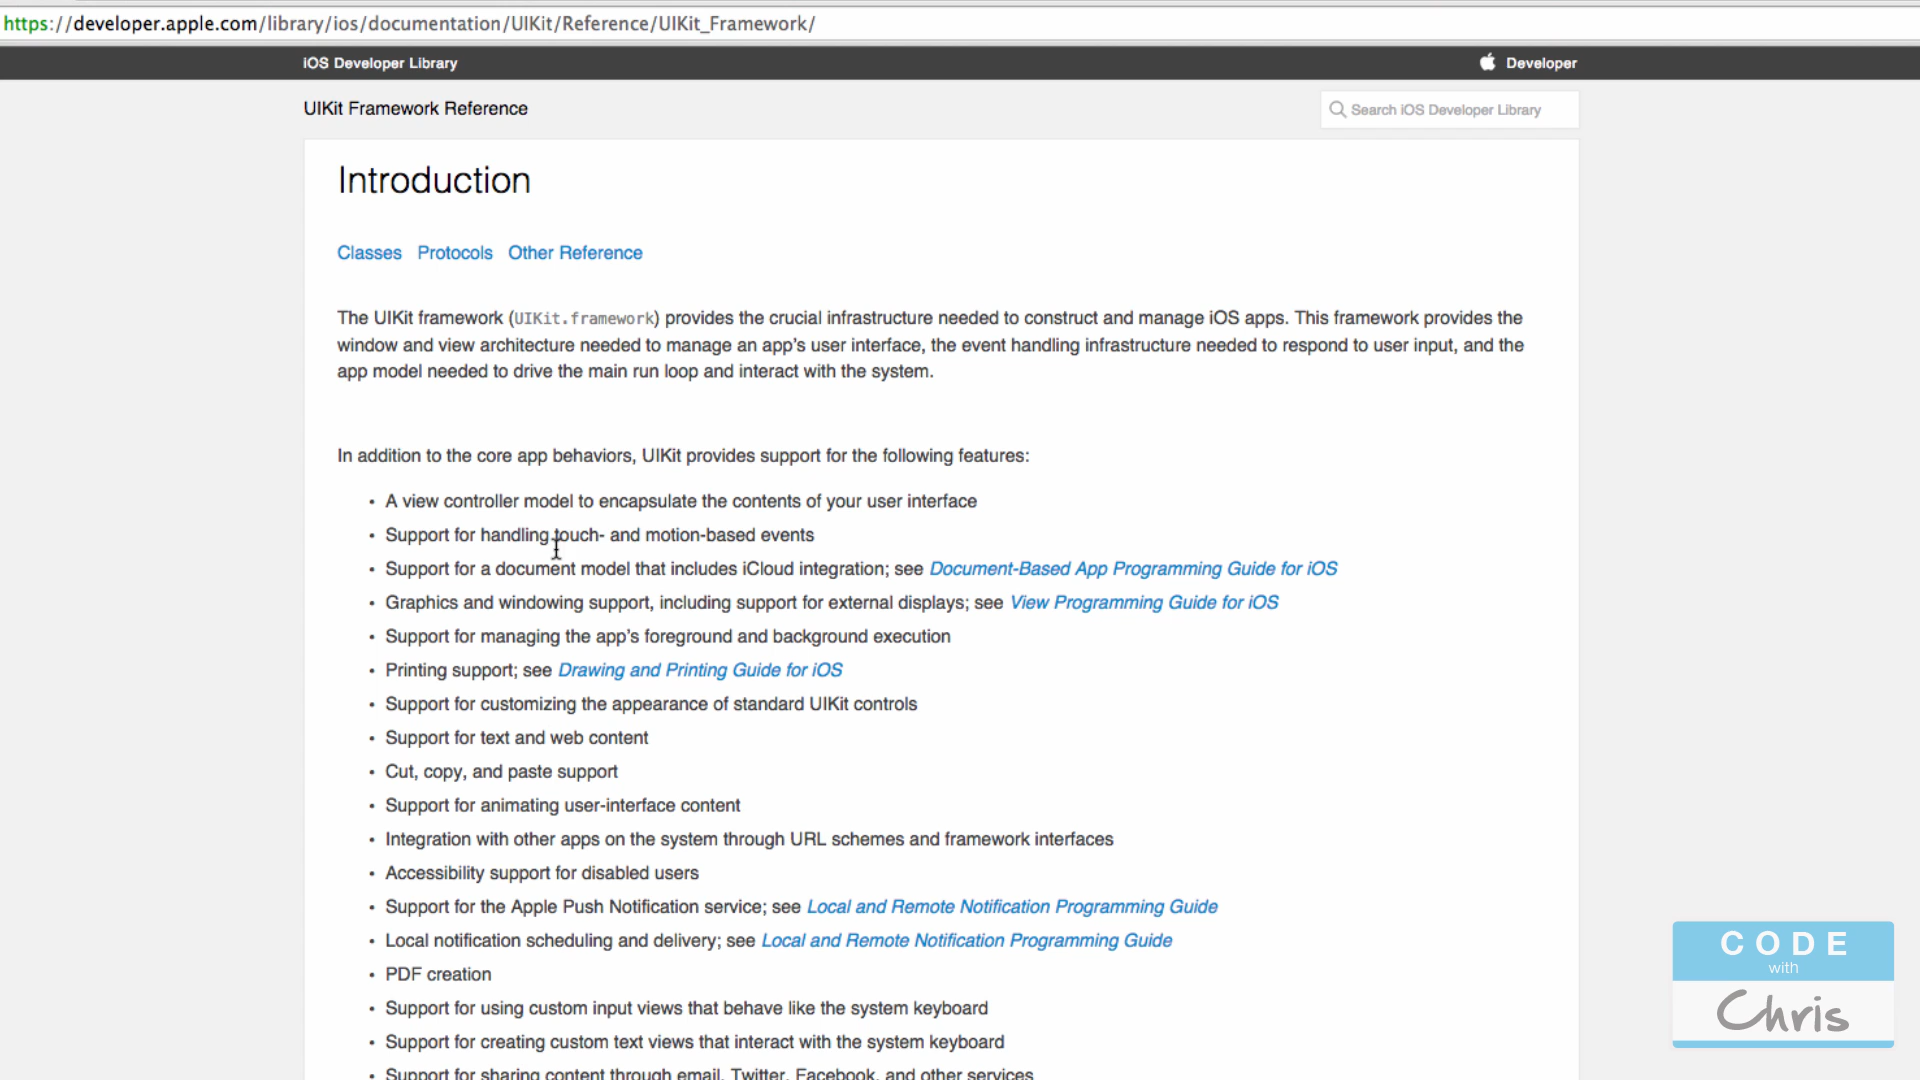 https://developer.apple.com/library/ios/documentation/UIKit/Reference/UIKit_Framework/
iOS Developer Library
Developer
UIKit Framework Reference
Search iOS Developer Library
Introduction
Classes Protocols Other Reference
The UIKit framework (UIKit.framework) provides the crucial infrastructure needed to construct and manage iOS apps. This framework provides the
window and view architecture needed to manage an app's user interface, the event handling infrastructure needed to respond to user input, and the
app model needed to drive the main run loop and interact with the system.
In addition to the core app behaviors, UIKit provides support for the following features:
• A view controller model to encapsulate the contents of your user interface
• Support for handling touch- and motion-based events
• Support for a document model that includes iCloud integration; see Document-Based App Programming Guide for iOS
• Graphics and windowing support, including support for external displays; see View Programming Guide for iOS
• Support for managing the app's foreground and background execution
• Printing support; see Drawing and Printing Guide for iOS
• Support for customizing the appearance of standard UIKit controls
• Support for text and web content
• Cut, copy, and paste support
• Support for animating user-interface content
• Integration with other apps on the system through URL schemes and framework interfaces
• Accessibility support for disabled users
• Support for the Apple Push Notification service; see Local and Remote Notification Programming Guide
• Local notification scheduling and delivery; see Local and Remote Notification Programming Guide
• PDF creation
• Support for using custom input views that behave like the system keyboard
• Support for creating custom text views that interact with the system keyboard
• Support for sharing content through email, Twitter, Facebook, and other services
CODE
with
Chris